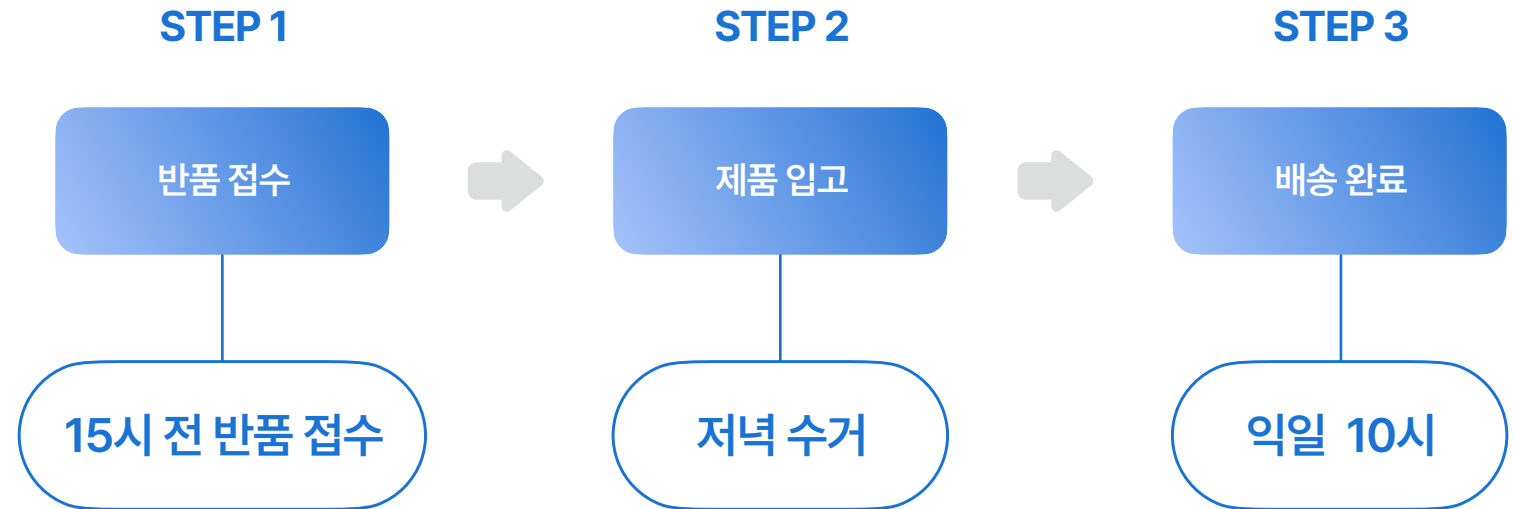 STEP 1
STEP 2
STEP 3
반품 접수
제품 입고
배송 완료
15시 전 반품 접수
저녁 수거
익일 10시